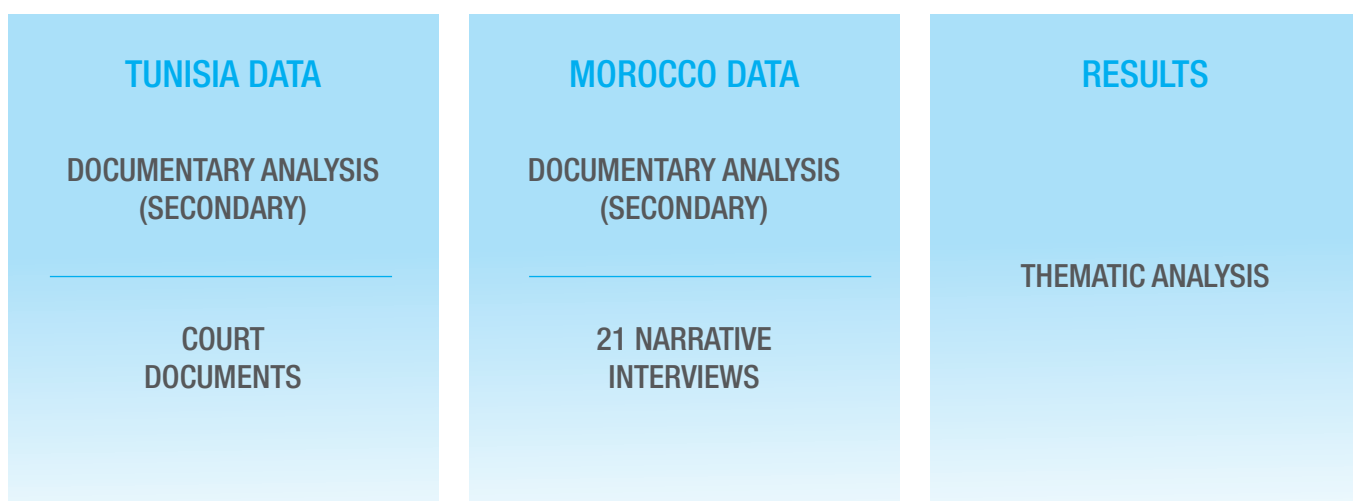 TUNISIA DATA
DOCUMENTARY ANALYSIS
(SECONDARY)
COURT
DOCUMENTS
MOROCCO DATA
DOCUMENTARY ANALYSIS
(SECONDARY)
21 NARRATIVE
INTERVIEWS
RESULTS
THEMATIC ANALYSIS